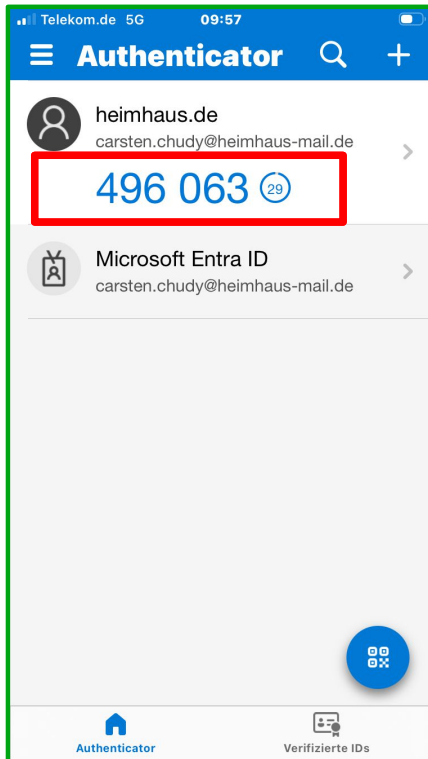 Telekom.de 5G 09:57
Authenticator
heimhaus.de
carsten.chudy@heimhaus-mail.de
496 063 29
Microsoft Entra ID
carsten.chudy@heimhaus-mail.de
Authenticator Verifizierte IDs